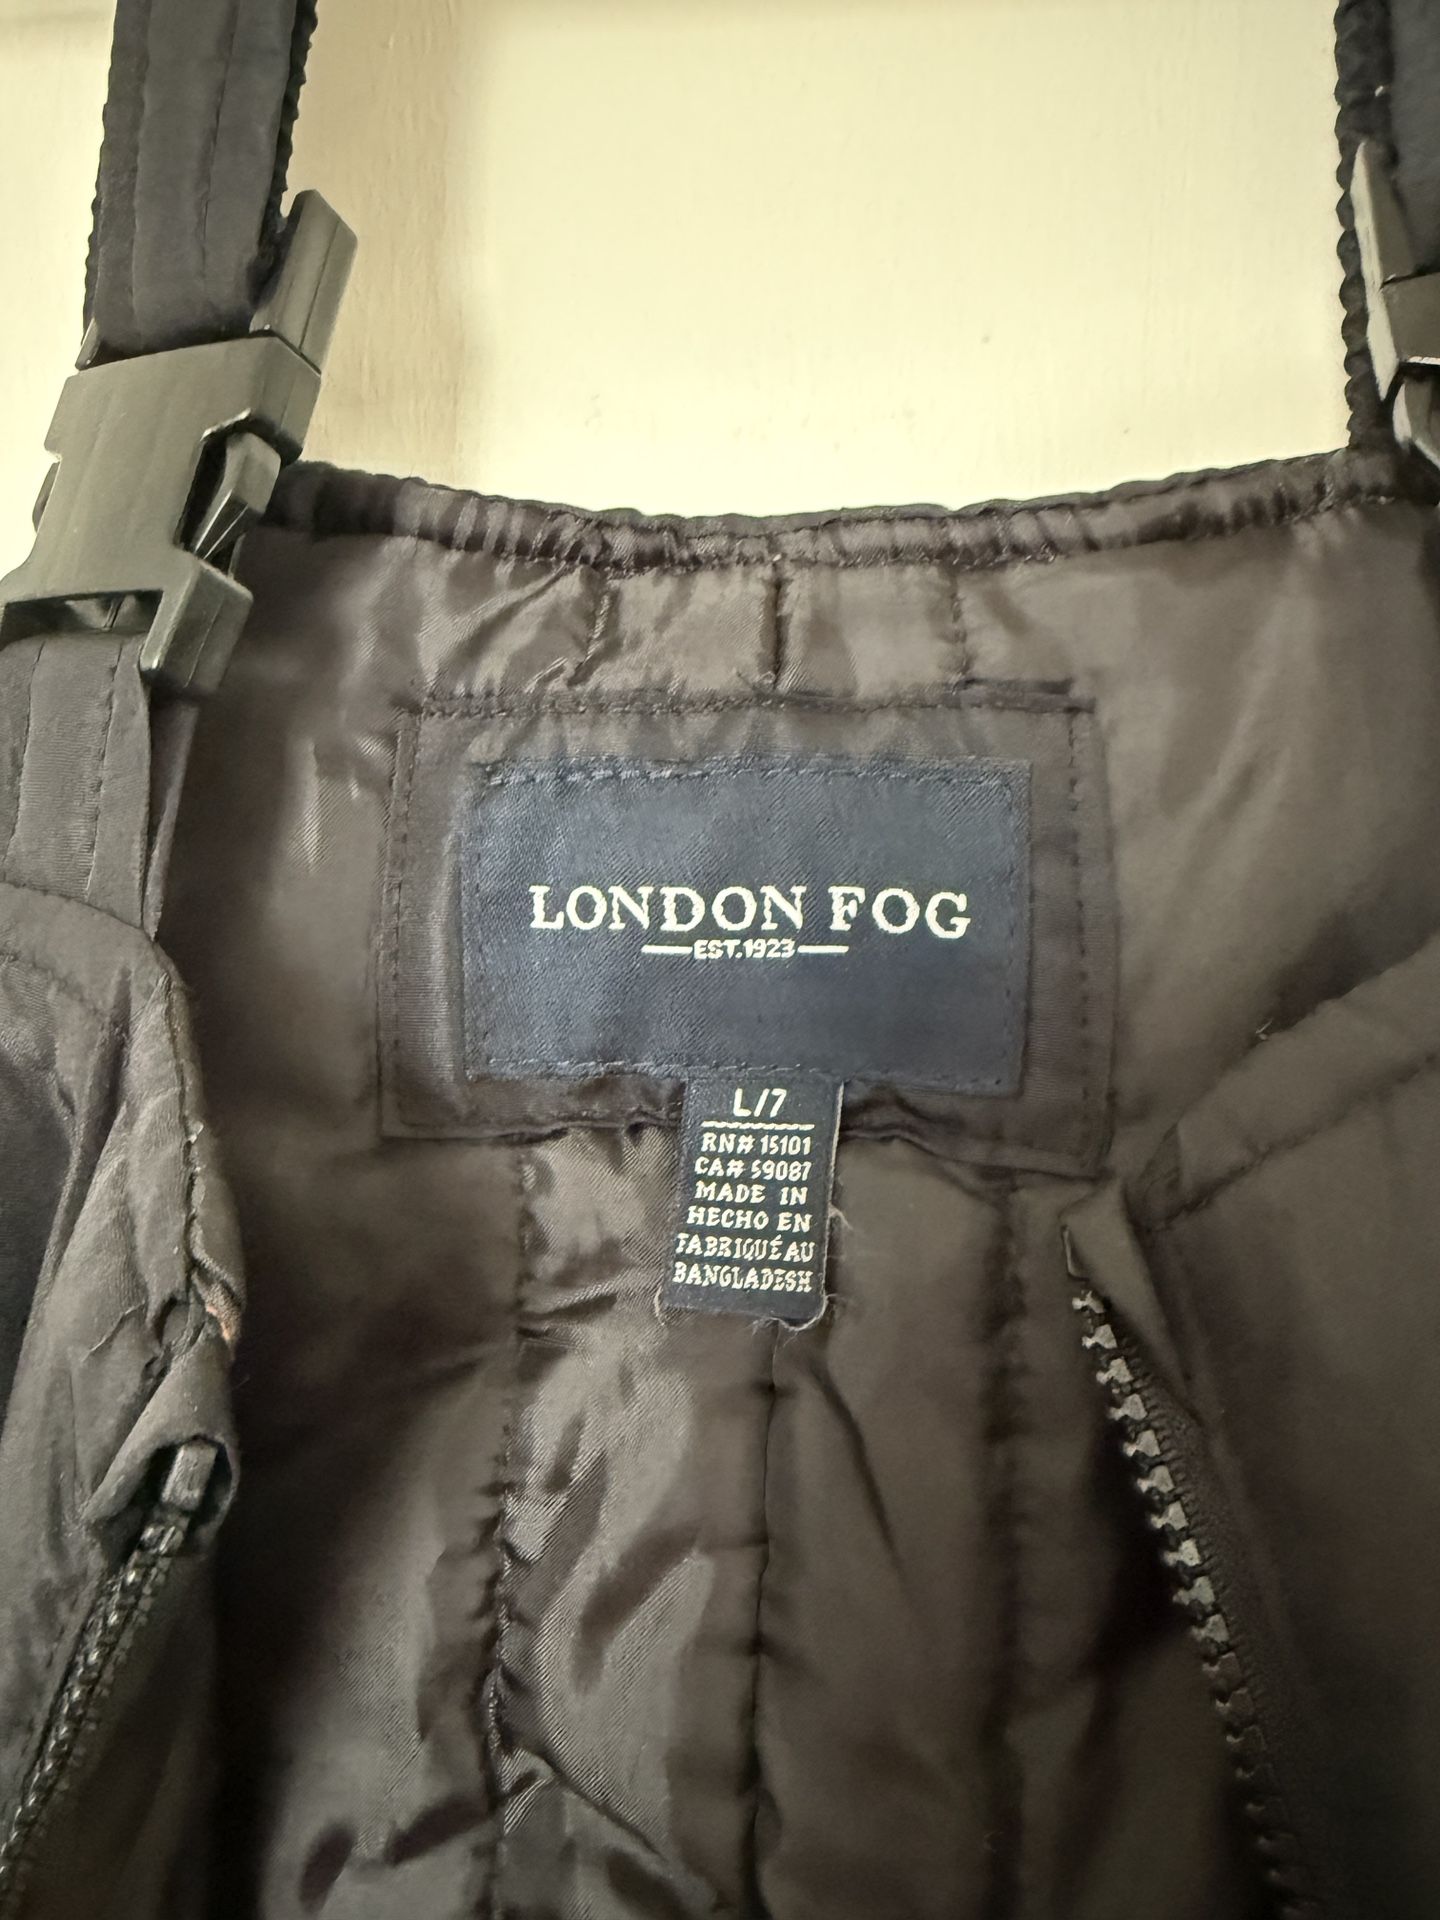 LONDON FOG
EST.1923
L/7
RN# 15101
CA# 59087
MADE IN
HECHO EN
FABRIQUÉ AU
BANGLADESH